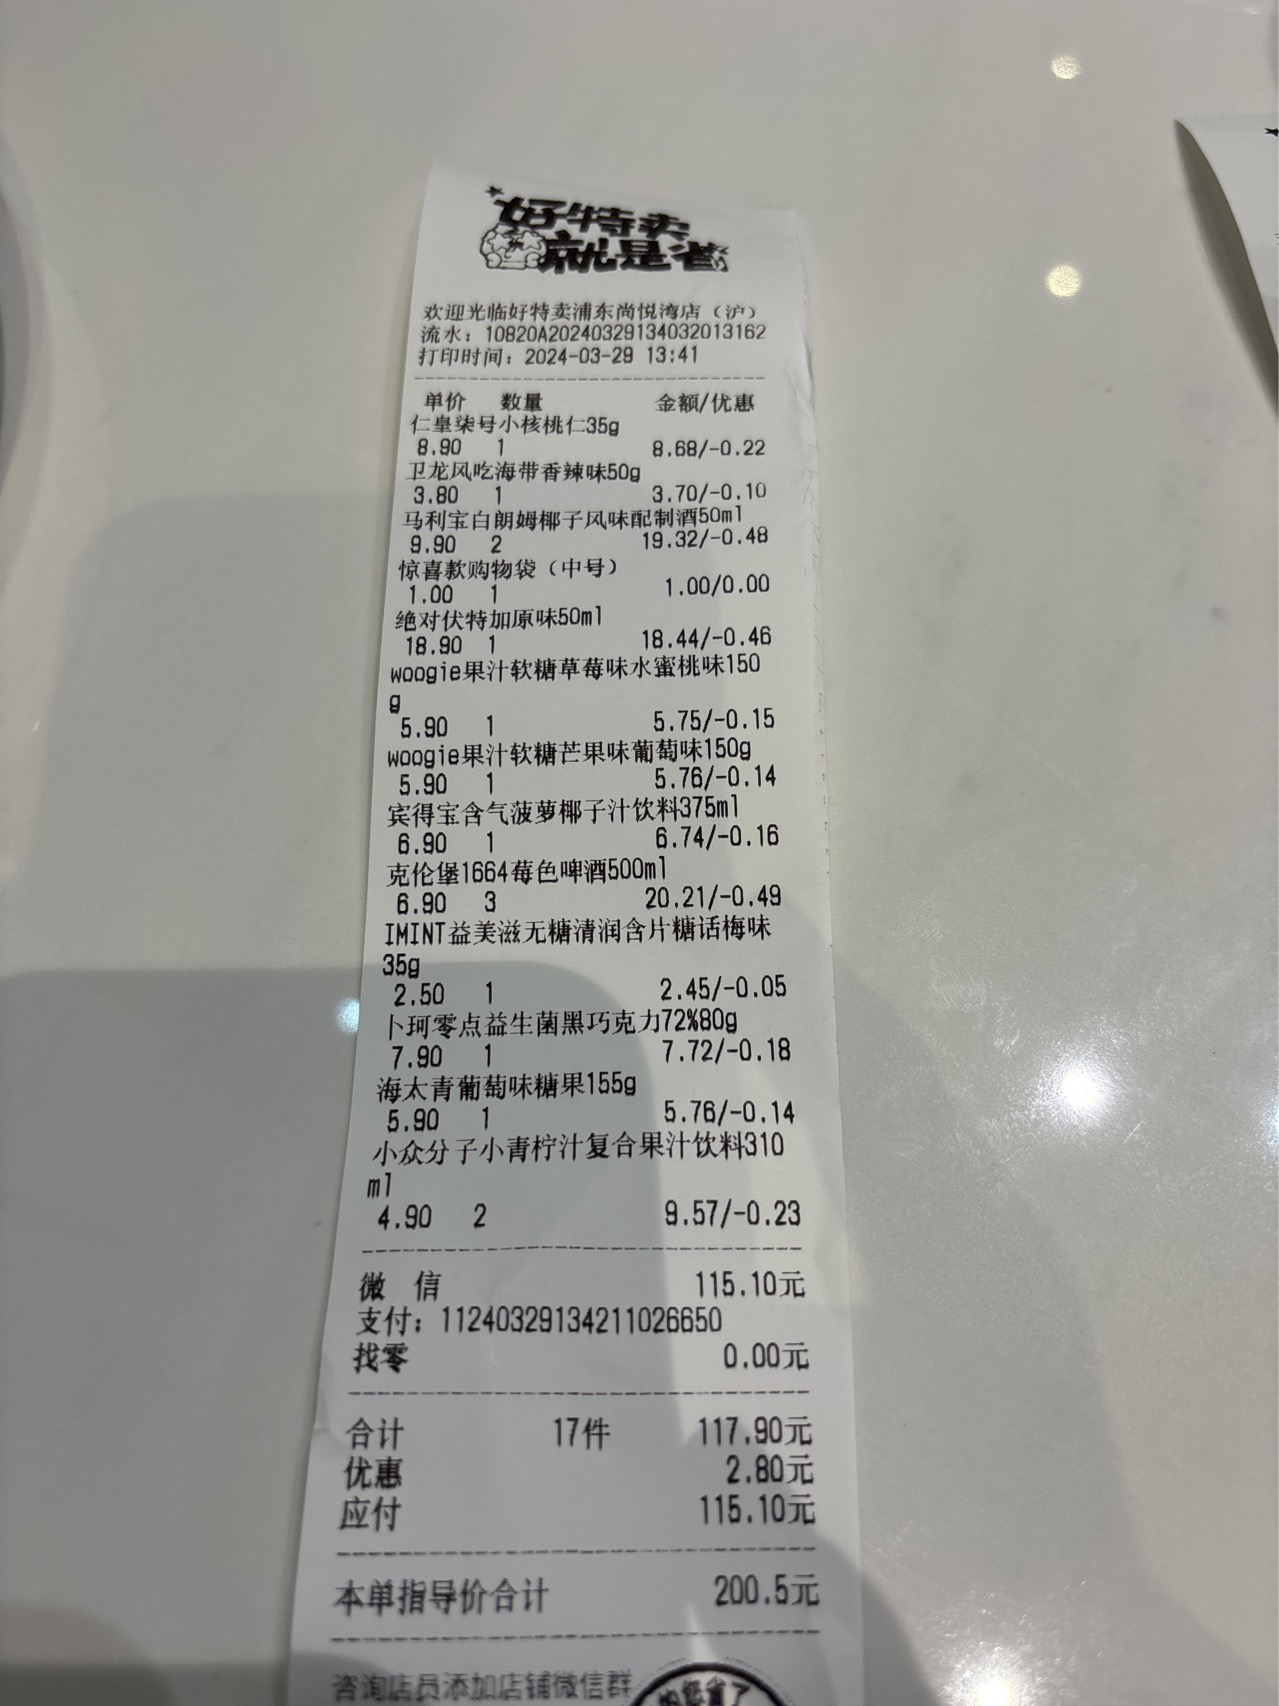 好特卖
就是省
欢迎光临好特卖浦东尚悦湾店（沪）
流水：10820A20240329134032013162
打印时间：2024-03-29 13:41
单价 数量 金额/优惠
仁皇柒号小核桃仁35g
8.90 1 8.68/-0.22
卫龙风吃海带香辣味50g
3.80 1 3.70/-0.10
马利宝白朗姆椰子风味配制酒50ml
9.90 2 19.32/-0.48
惊喜款购物袋（中号）
1.00 1 1.00/0.00
绝对伏特加原味50ml
18.90 1 18.44/-0.46
woogie果汁软糖草莓味水蜜桃味150
g
5.90 1 5.75/-0.15
woogie果汁软糖芒果味葡萄味150g
5.90 1 5.76/-0.14
宾得宝含气菠萝椰子汁饮料375ml
6.90 1 6.74/-0.16
克伦堡1664莓色啤酒500ml
6.90 3 20.21/-0.49
IMINT益美滋无糖清润含片糖话梅味
35g
2.50 1 2.45/-0.05
卜珂零点益生菌黑巧克力72%80g
7.90 1 7.72/-0.18
海太青葡萄味糖果155g
5.90 1 5.76/-0.14
小众分子小青柠汁复合果汁饮料310
ml
4.90 2 9.57/-0.23
微 信 115.10元
支付：11240329134211026650
找零 0.00元
合计 17件 117.90元
优惠 2.80元
应付 115.10元
本单指导价合计 200.5元
咨询店员添加店铺微信群